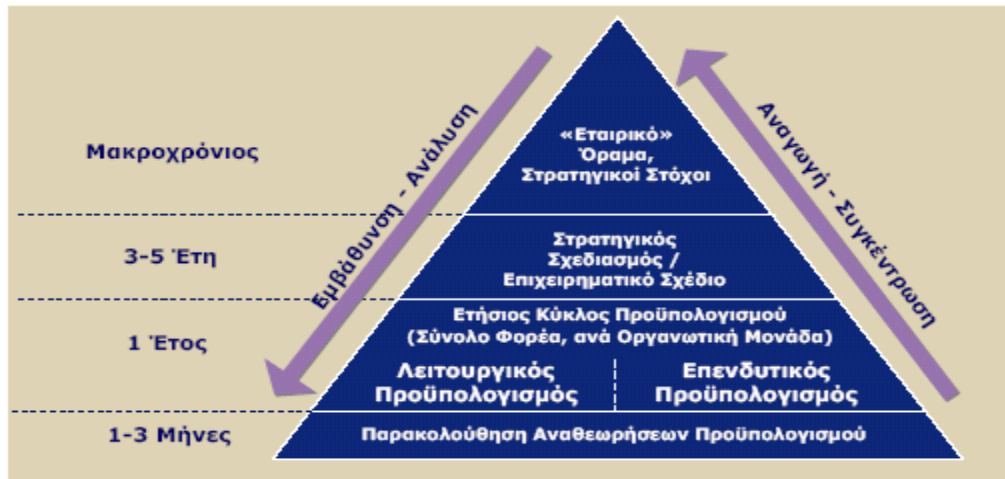 Μακροχρόνιος
«Εταιρικό»
Όραμα,
Στρατηγικοί Στόχοι
3-5 Έτη
Στρατηγικός
Σχεδιασμός /
Επιχειρηματικό Σχέδιο
1 Έτος
Ετήσιος Κύκλος Προϋπολογισμού
(Σύνολο Φορέα, ανά Οργανωτική Μονάδα)
Λειτουργικός
Προϋπολογισμός
Επενδυτικός
Προϋπολογισμός
1-3 Μήνες
Παρακολούθηση Αναθεωρήσεων Προϋπολογισμού
Εμβάθυνση - Ανάλυση
Αναγωγή - Συγκέντρωση